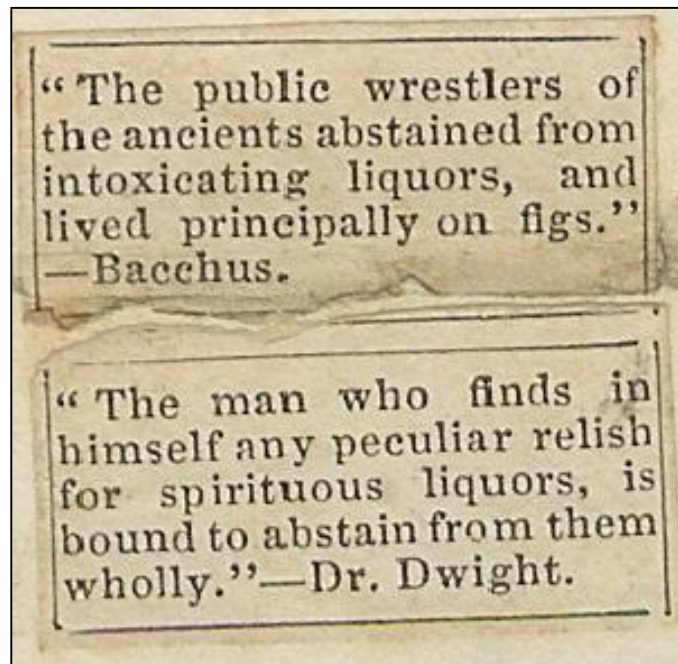 “The public wrestlers of
the ancients abstained from
intoxicating liquors, and
lived principally on figs.”
—Bacchus.
“The man who finds in
himself any peculiar relish
for spirituous liquors, is
bound to abstain from them
wholly.”—Dr. Dwight.